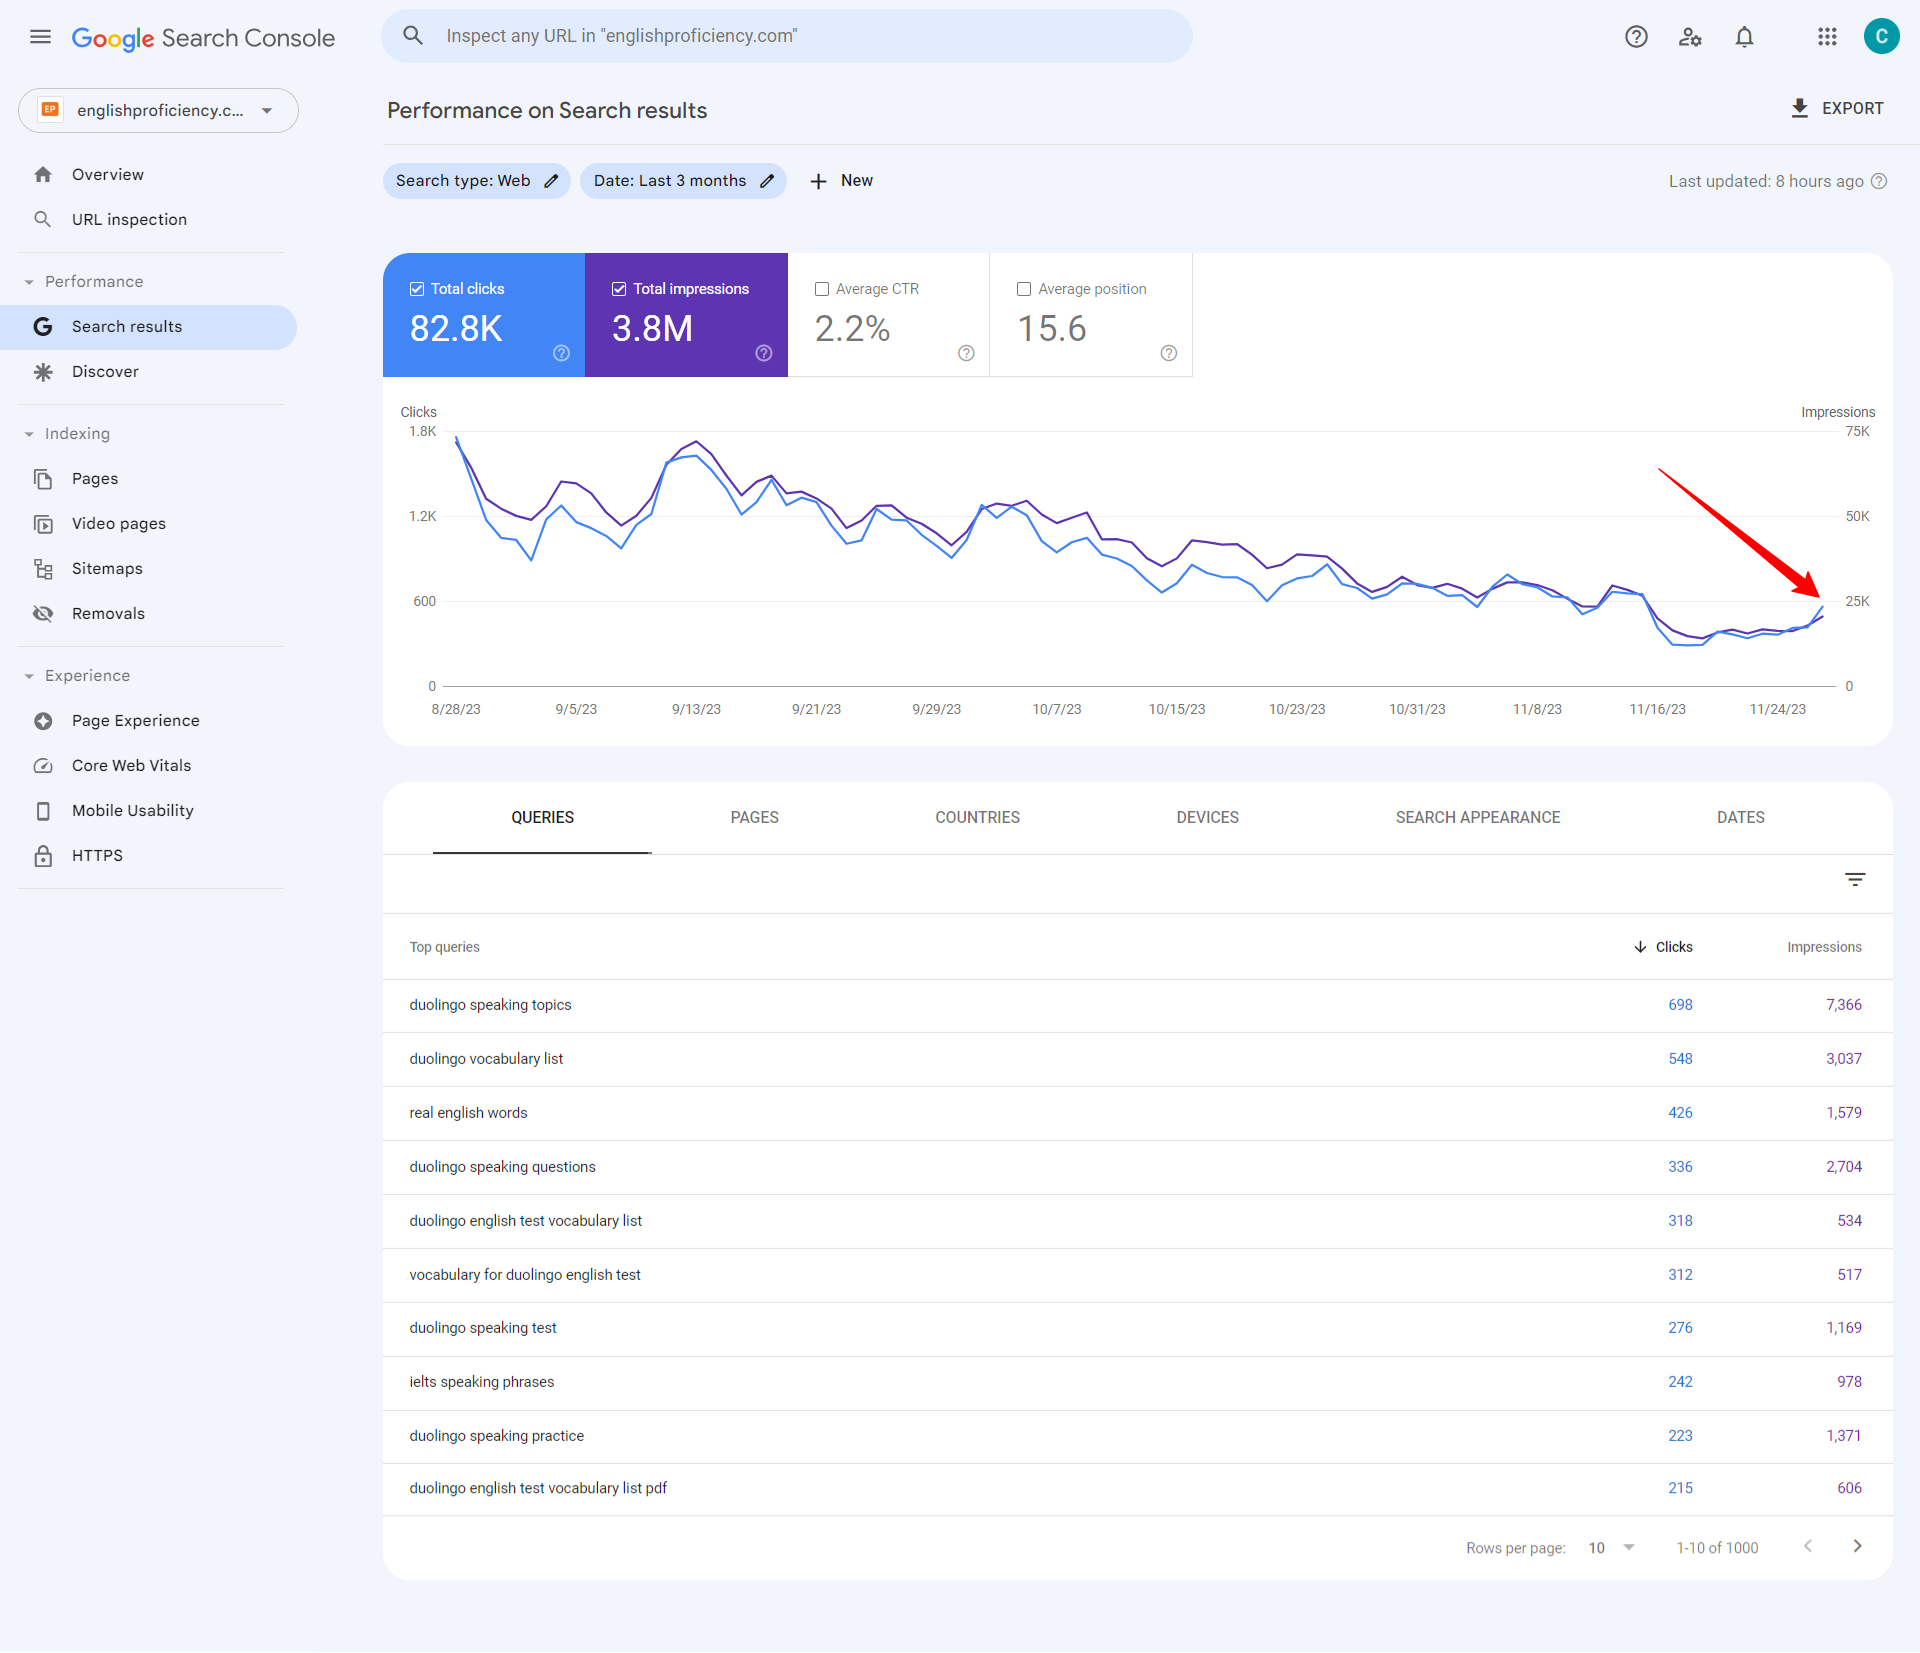 Google Search Console
Inspect any URL in "englishproficiency.com"
C
EP
englishproficiency.c...
Performance on Search results
EXPORT
Overview
URL inspection
Performance
Search results
Discover
Indexing
Pages
Video pages
Sitemaps
Removals
Experience
Page Experience
Core Web Vitals
Mobile Usability
HTTPS
Search type: Web
Date: Last 3 months
New
Last updated: 8 hours ago
Total clicks
82.8K
Total impressions
3.8M
Average CTR
2.2%
Average position
15.6
Clicks
Impressions
1.8K
75K
1.2K
50K
600
25K
0
0
8/28/23 9/5/23 9/13/23 9/21/23 9/29/23 10/7/23 10/15/23 10/23/23 10/31/23 11/8/23 11/16/23 11/24/23
QUERIES PAGES COUNTRIES DEVICES SEARCH APPEARANCE DATES
Top queries Clicks Impressions
duolingo speaking topics 698 7,366
duolingo vocabulary list 548 3,037
real english words 426 1,579
duolingo speaking questions 336 2,704
duolingo english test vocabulary list 318 534
vocabulary for duolingo english test 312 517
duolingo speaking test 276 1,169
ielts speaking phrases 242 978
duolingo speaking practice 223 1,371
duolingo english test vocabulary list pdf 215 606
Rows per page: 10 1-10 of 1000